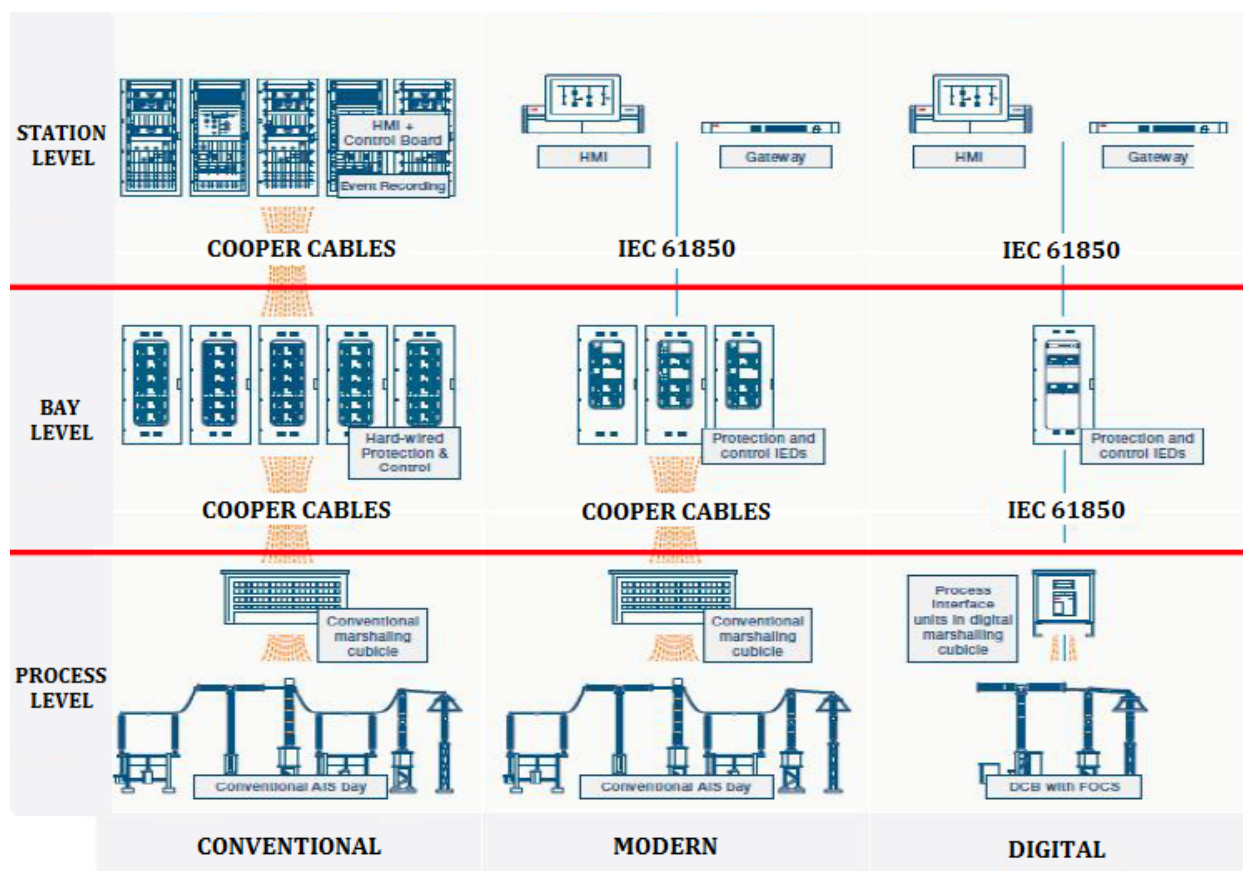 STATION
LEVEL
HMI +
Control Board
Event Recording
COOPER CABLES
HMI
Gateway
IEC 61850
HMI
Gateway
IEC 61850
BAY
LEVEL
Hard-wired
Protection &
Control
COOPER CABLES
Protection and
control IEDs
COOPER CABLES
Protection and
control IEDs
IEC 61850
PROCESS
LEVEL
Conventional
marshaling
cubicle
Conventional AIS bay
Conventional
marshaling
cubicle
Conventional AIS bay
Process
Interface
units in digital
marshalling
cubicle
DCB with FOCS
CONVENTIONAL
MODERN
DIGITAL